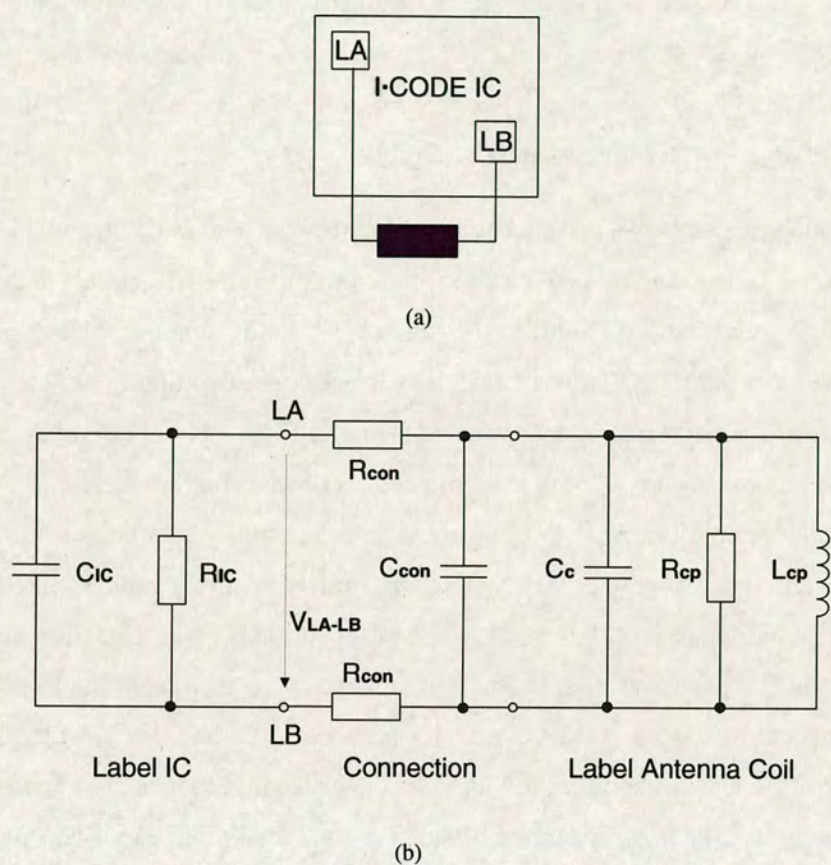 LA
I•CODE IC
LB
(a)
LA
Rcon
CIC
RIC
VLA-LB
Ccon
Cc
Rcp
Lcp
Rcon
LB
Label IC
Connection
Label Antenna Coil
(b)